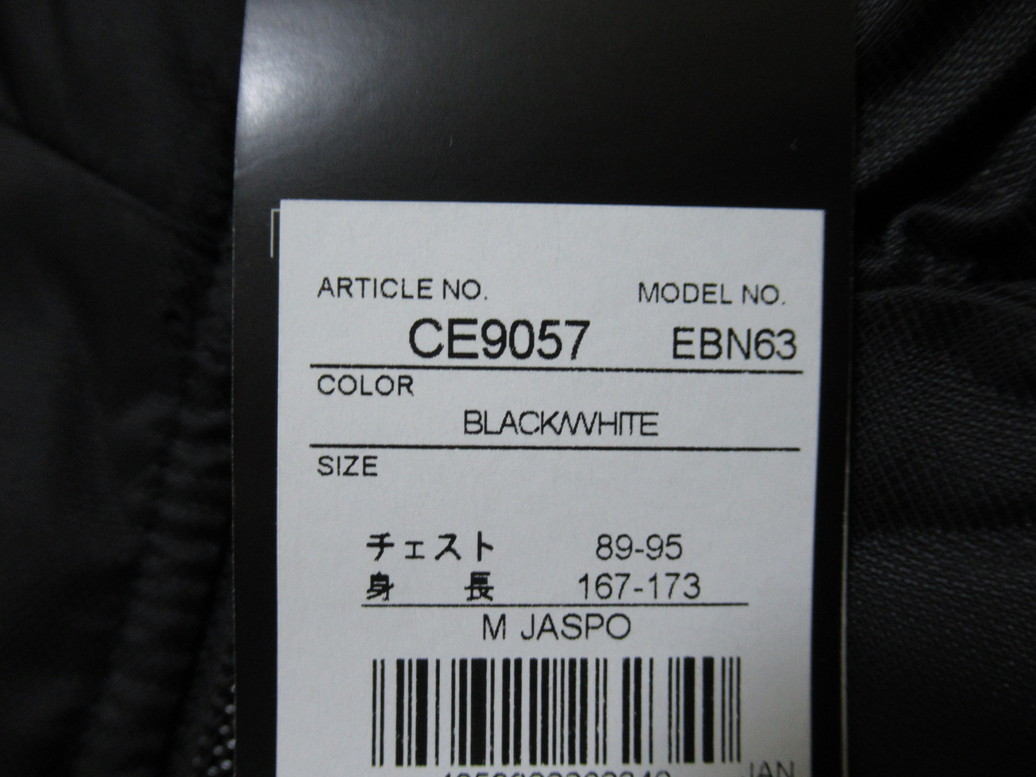 ARTICLE NO. MODEL NO.
CE9057 EBN63
COLOR
BLACK/WHITE
SIZE
チェスト 89-95
身 長 167-173
M JASPO
JAN